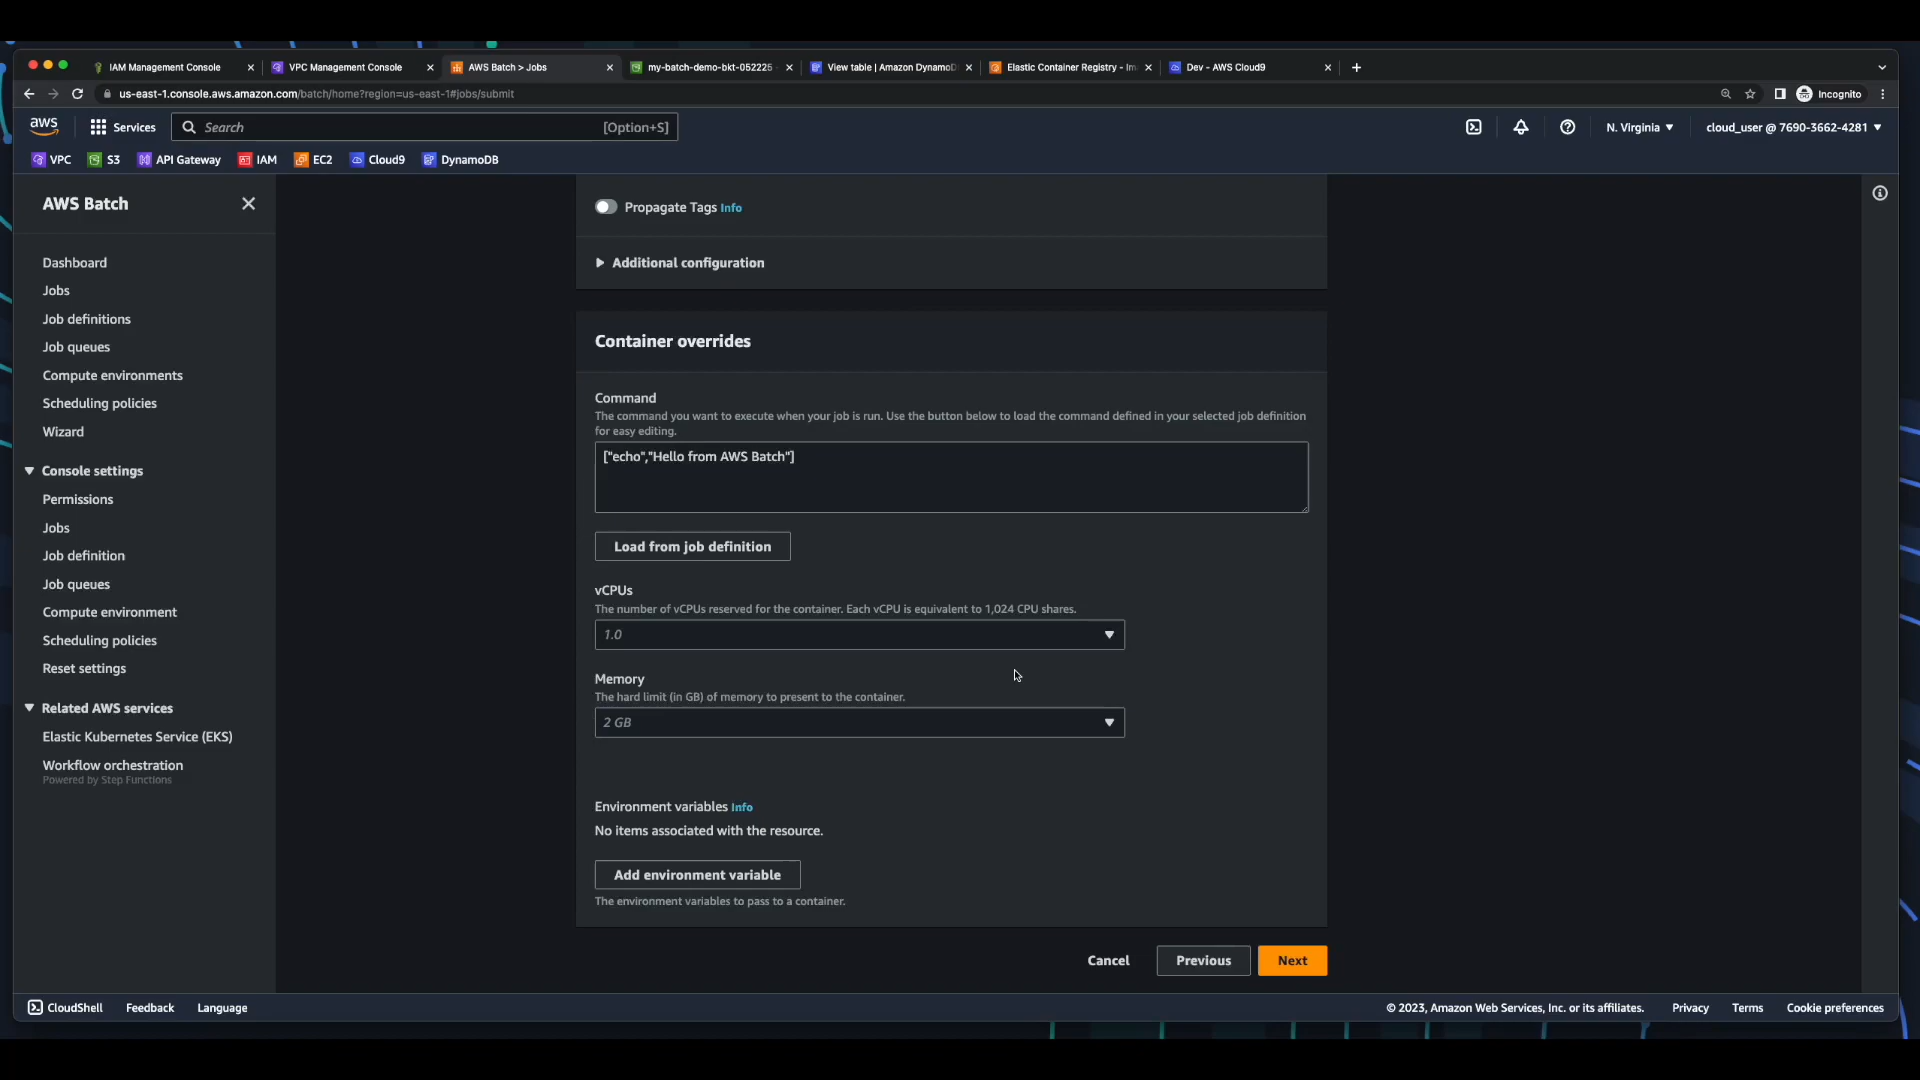 IAM Management Console
VPC Management Console
AWS Batch > Jobs
my-batch-demo-bkt-052225
View table | Amazon DynamoD
Elastic Container Registry - Im
Dev - AWS Cloud9
us-east-1.console.aws.amazon.com/batch/home?region=us-east-1#jobs/submit
Incognito
aws
Services
Search
[Option+S]
N. Virginia
cloud_user @ 7690-3662-4281
VPC
S3
API Gateway
IAM
EC2
Cloud9
DynamoDB
AWS Batch
Dashboard
Jobs
Job definitions
Job queues
Compute environments
Scheduling policies
Wizard
Console settings
Permissions
Jobs
Job definition
Job queues
Compute environment
Scheduling policies
Reset settings
Related AWS services
Elastic Kubernetes Service (EKS)
Workflow orchestration
Powered by Step Functions
Propagate Tags Info
Additional configuration
Container overrides
Command
The command you want to execute when your job is run. Use the button below to load the command defined in your selected job definition
for easy editing.
["echo","Hello from AWS Batch"]
Load from job definition
vCPUs
The number of vCPUs reserved for the container. Each vCPU is equivalent to 1,024 CPU shares.
1.0
Memory
The hard limit (in GB) of memory to present to the container.
2 GB
Environment variables Info
No items associated with the resource.
Add environment variable
The environment variables to pass to a container.
Cancel
Previous
Next
CloudShell
Feedback
Language
© 2023, Amazon Web Services, Inc. or its affiliates.
Privacy
Terms
Cookie preferences